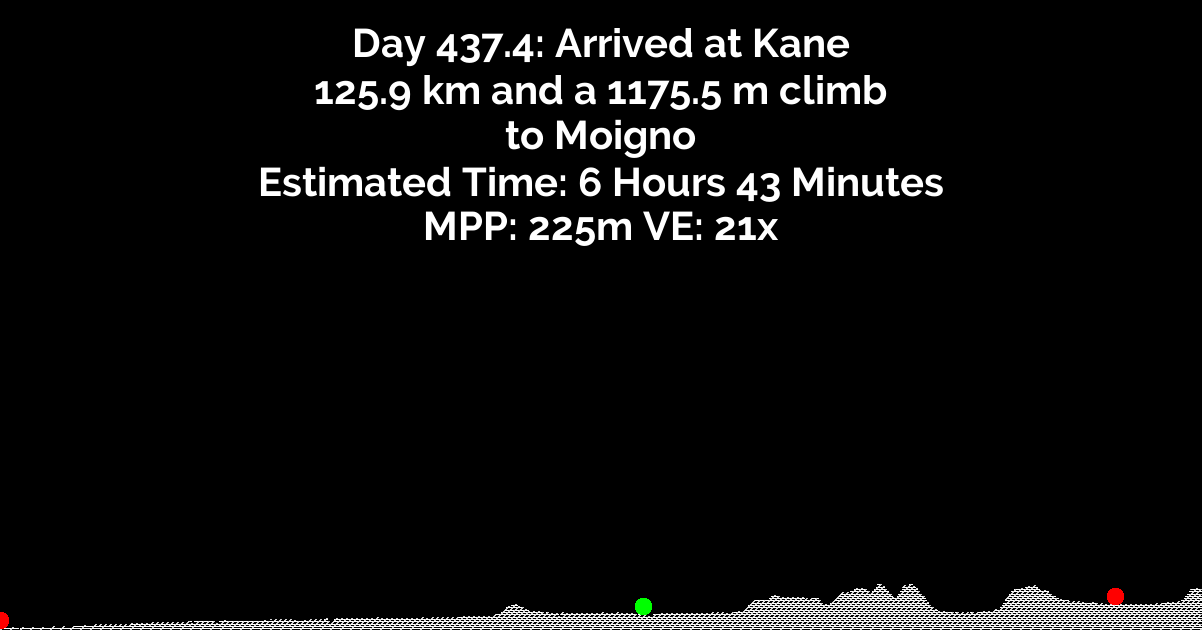 Day 437.4: Arrived at Kane
125.9 km and a 1175.5 m climb
to Moigno
Estimated Time: 6 Hours 43 Minutes
MPP: 225m VE: 21x